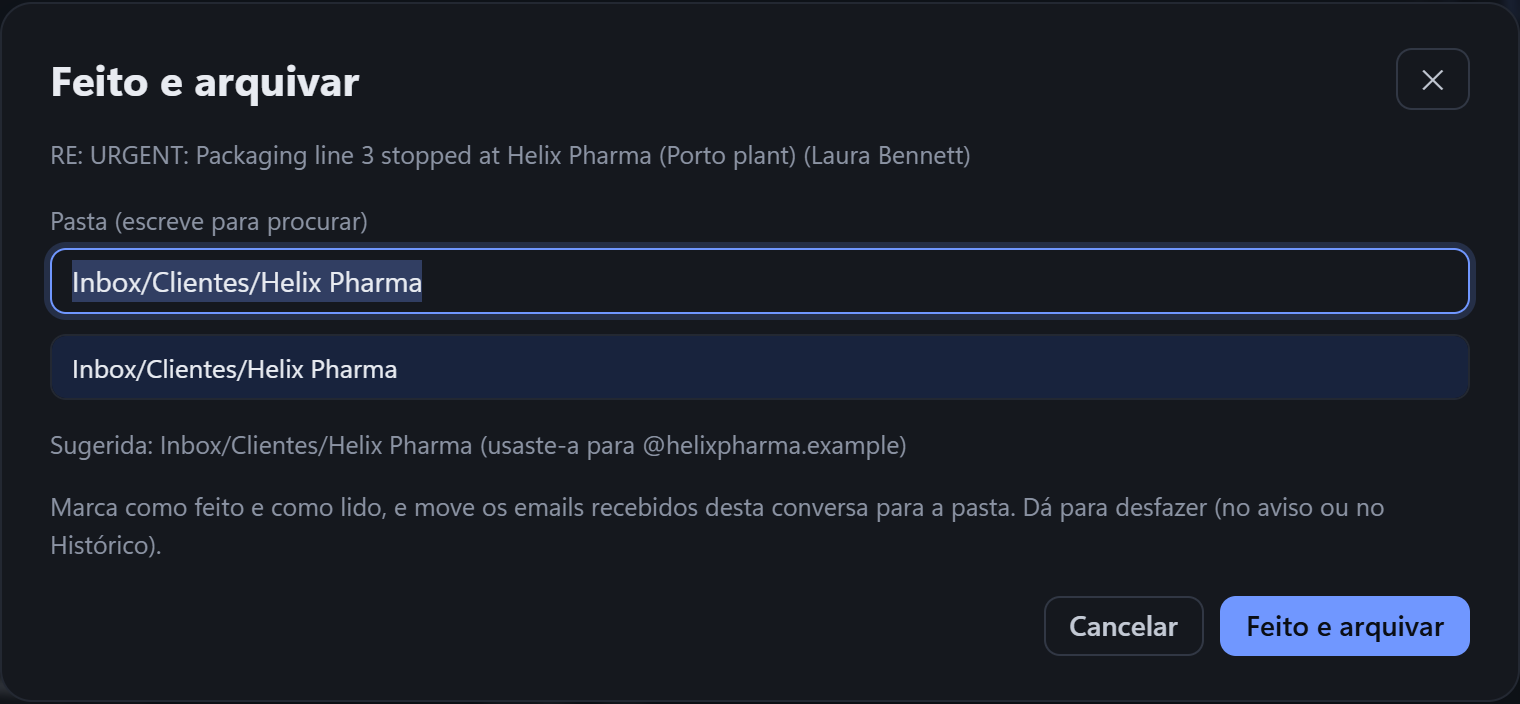 Feito e arquivar
RE: URGENT: Packaging line 3 stopped at Helix Pharma (Porto plant) (Laura Bennett)
Pasta (escreve para procurar)
Inbox/Clientes/Helix Pharma
Inbox/Clientes/Helix Pharma
Sugerida: Inbox/Clientes/Helix Pharma (usaste-a para @helixpharma.example)
Marca como feito e como lido, e move os emails recebidos desta conversa para a pasta. Dá para desfazer (no aviso ou no
Histórico).
Cancelar
Feito e arquivar